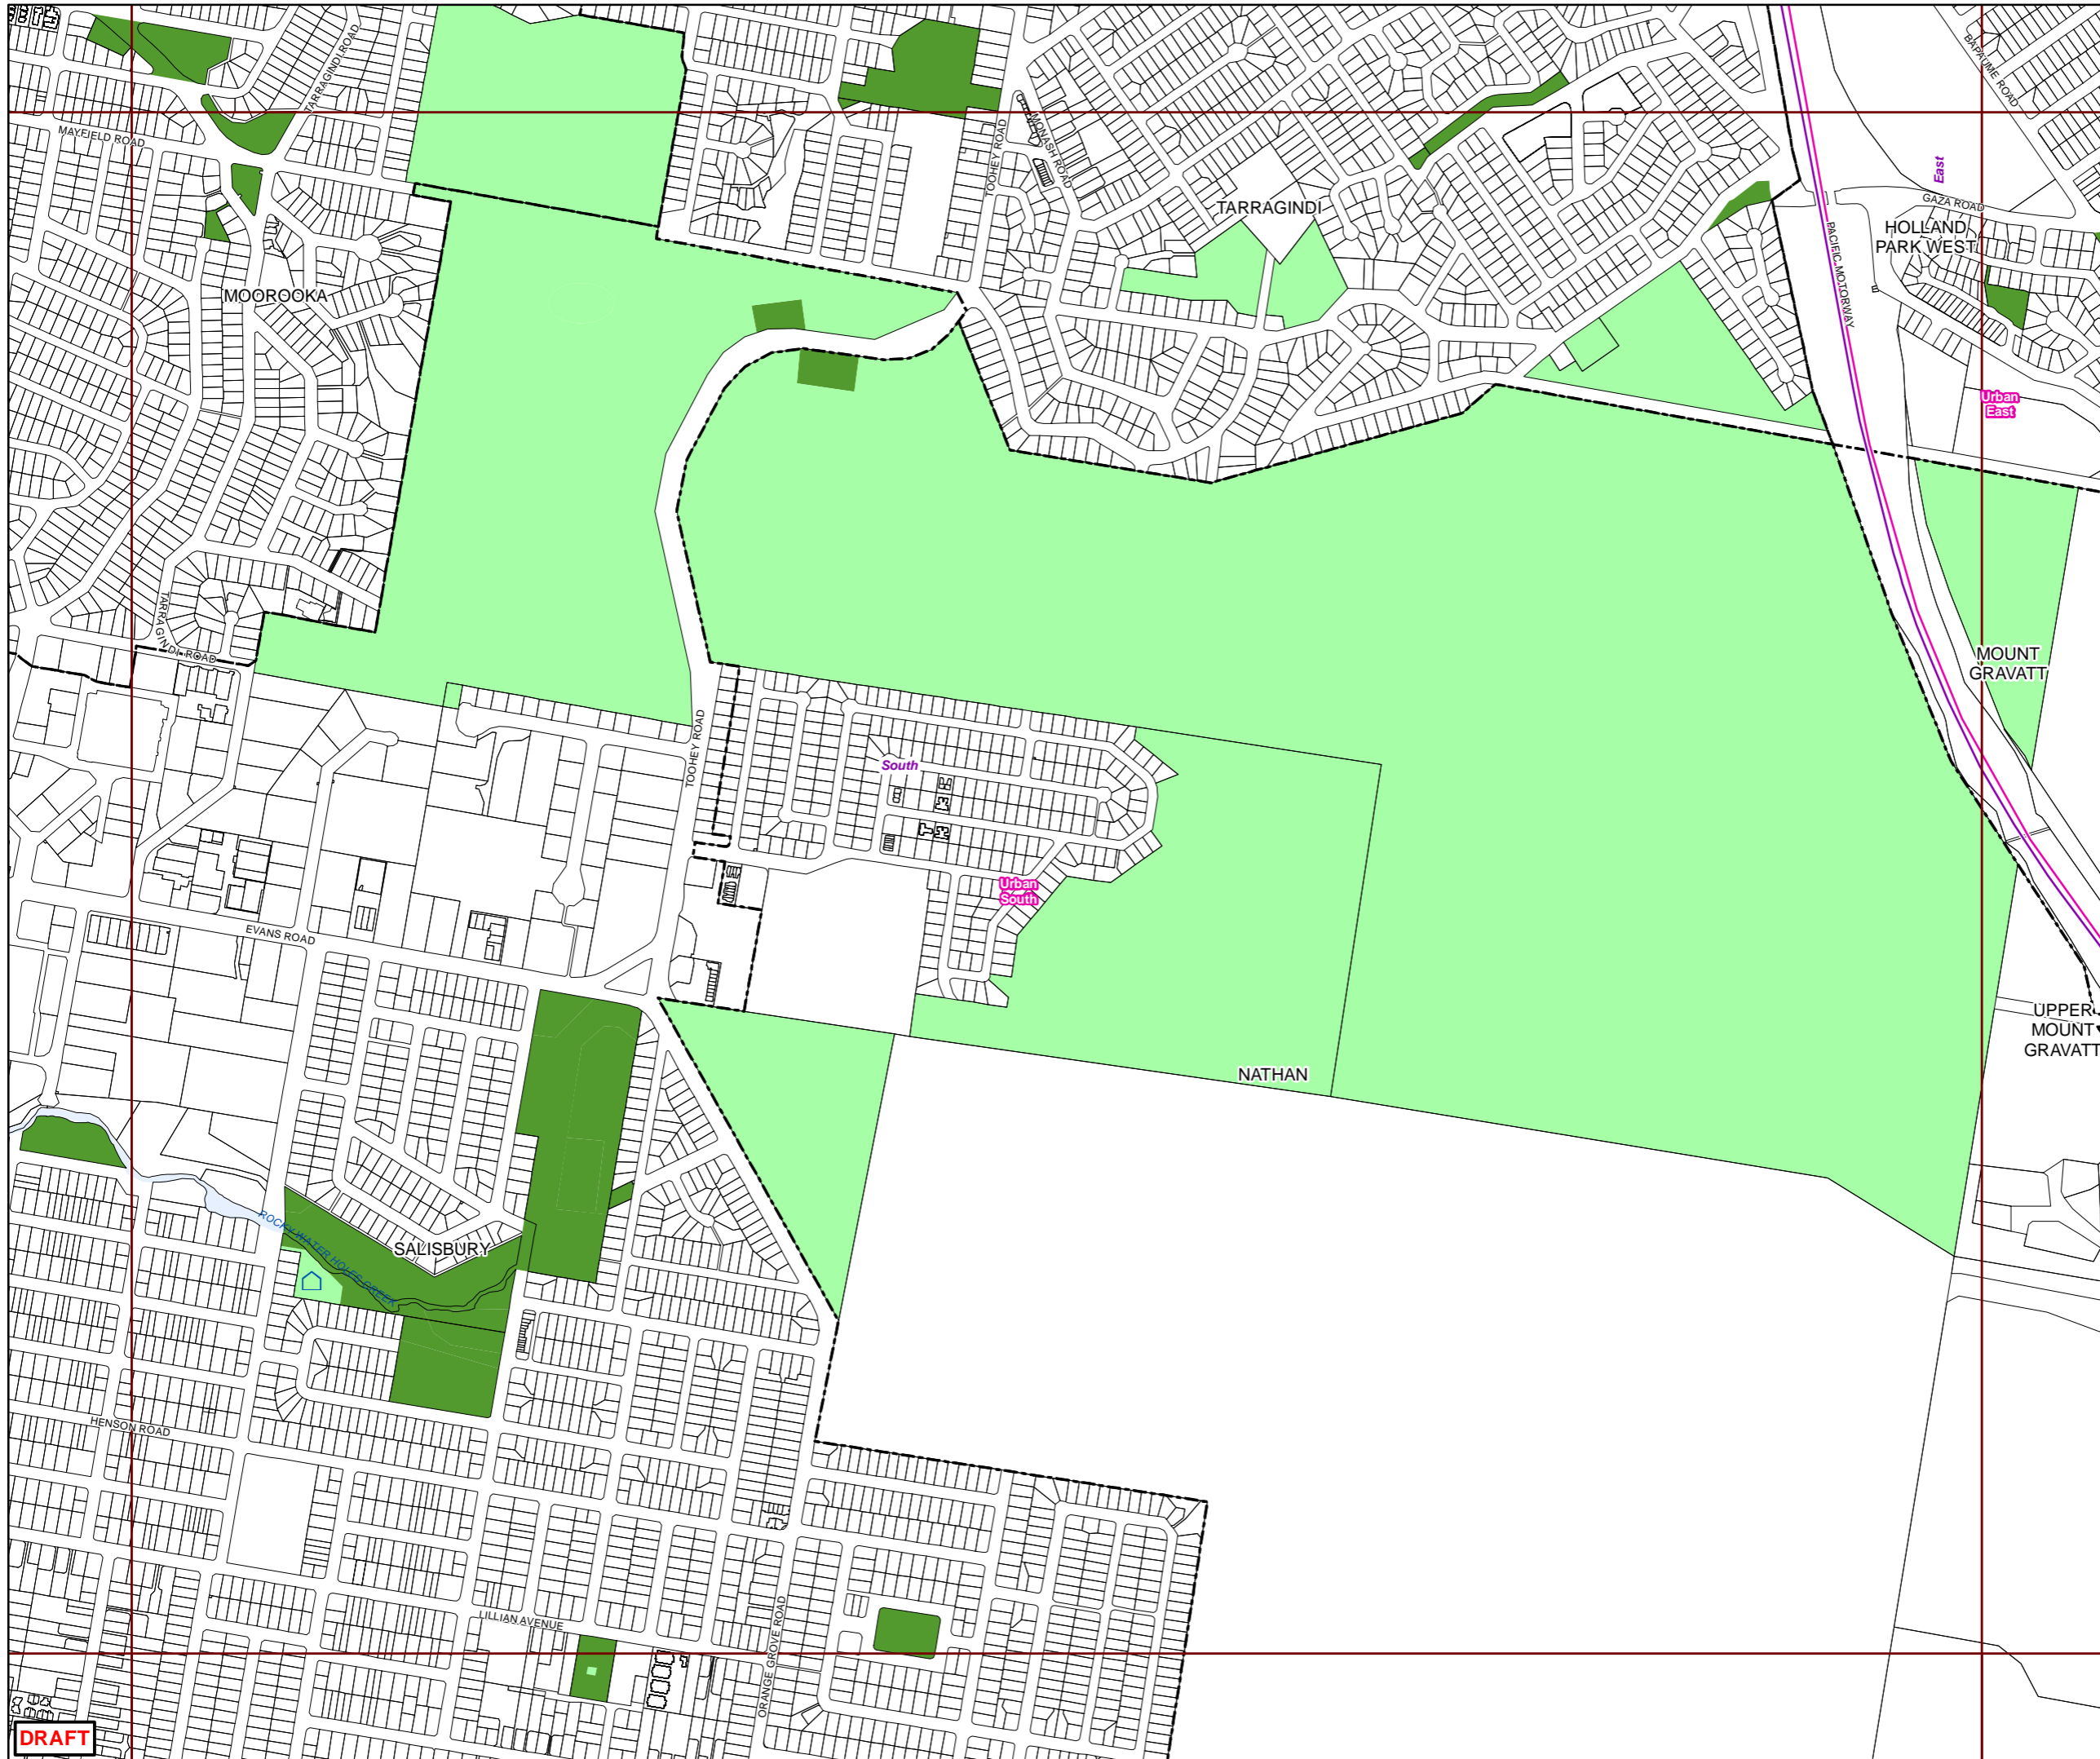 TARRAGINDI ROAD
BAPAUME ROAD
MAYFIELD ROAD
MONASH ROAD
TOOHEY ROAD
East
GAZA ROAD
TARRAGINDI
HOLLAND
PARK WEST
PACIFIC MOTORWAY
MOOROOKA
Urban
East
TARRAGINDI ROAD
MOUNT
GRAVATT
TOOHEY ROAD
South
Urban
South
EVANS ROAD
UPPER
MOUNT
GRAVATT
NATHAN
ROCKY WATER HOLES CREEK
SALISBURY
HENSON ROAD
LILLIAN AVENUE
ORANGE GROVE ROAD
DRAFT